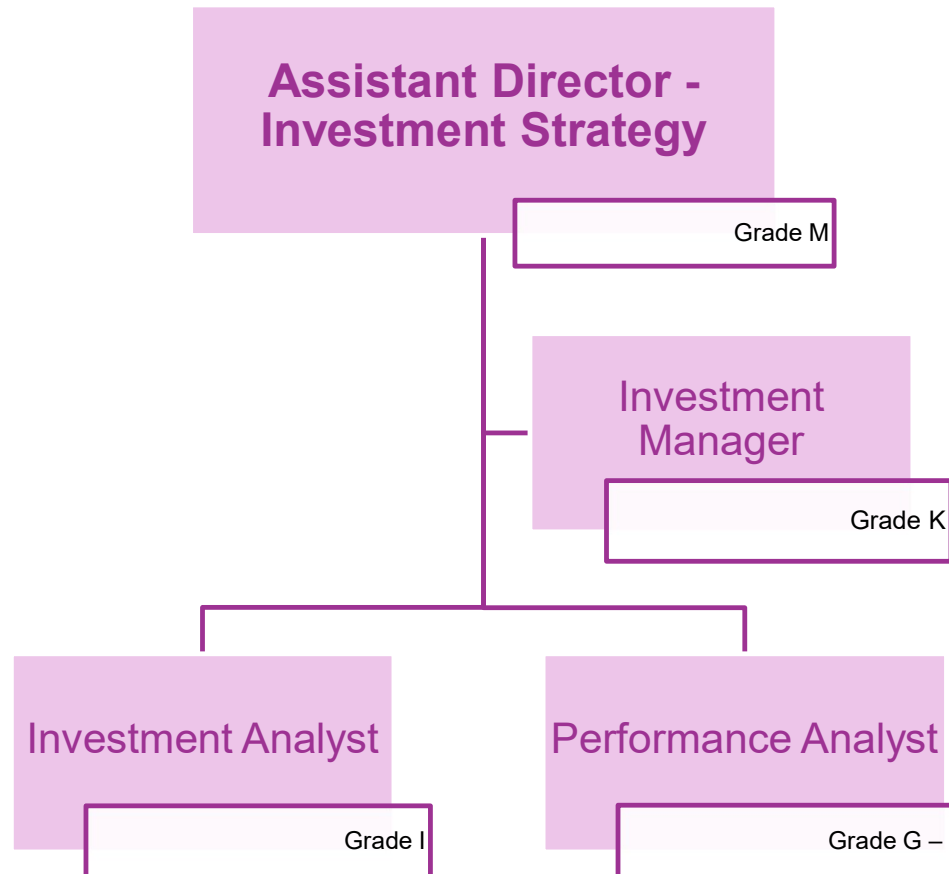 Assistant Director -
Investment Strategy
Grade M
Investment
Manager
Grade K
Investment Analyst
Performance Analyst
Grade I
Grade G –